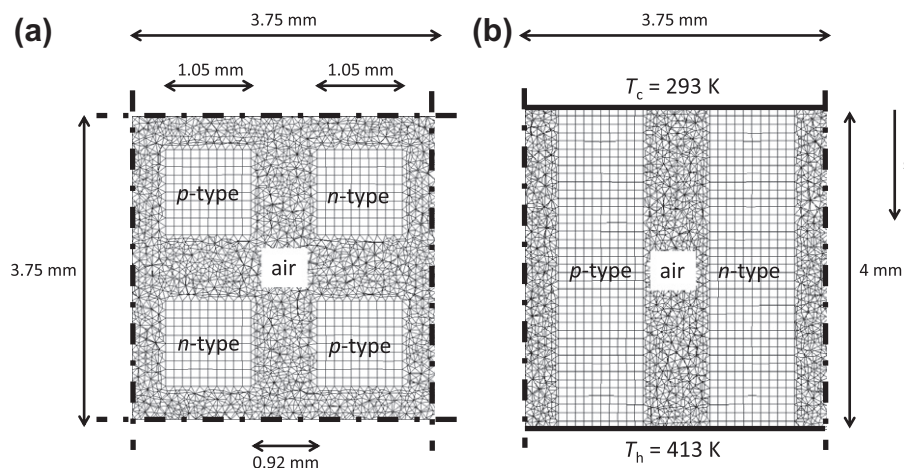 (a)
3.75 mm
1.05 mm
1.05 mm
p-type
n-type
3.75 mm
air
n-type
p-type
0.92 mm
(b)
3.75 mm
Tc = 293 K
p-type
air
n-type
4 mm
Th = 413 K